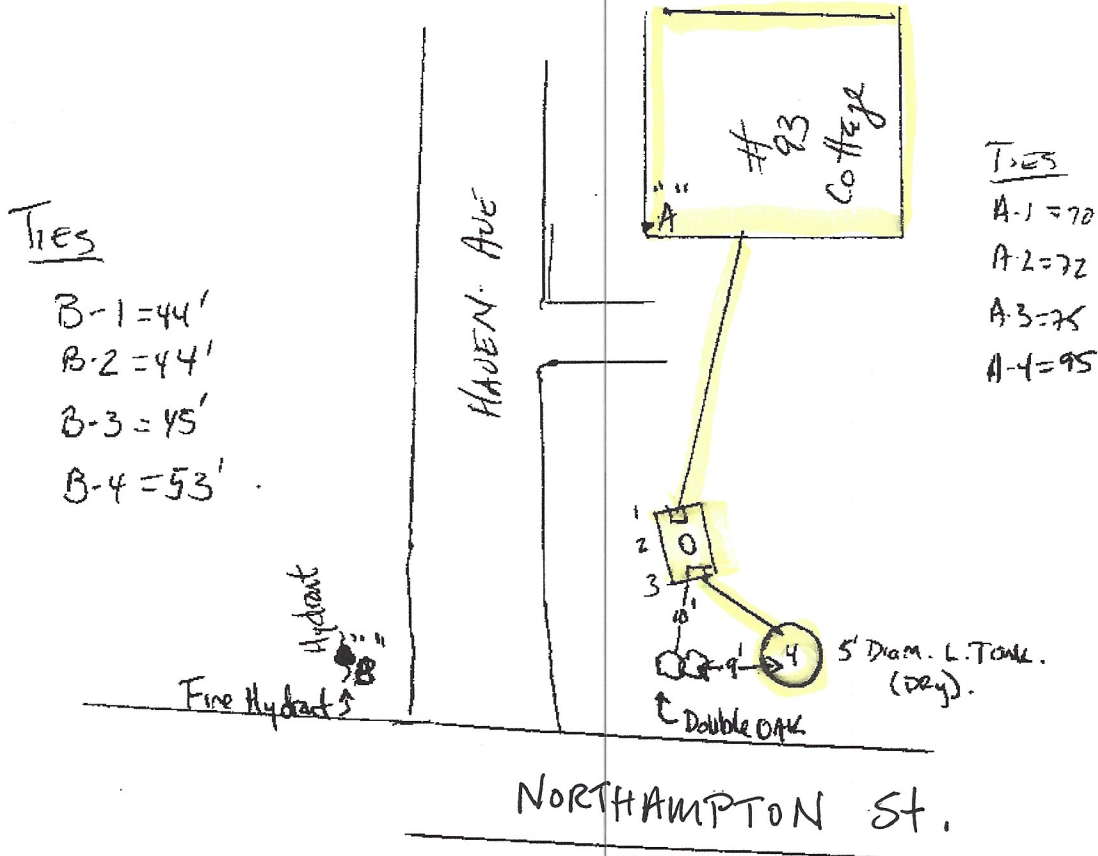 # 93
CoTTEge
"A"
TIES
A-1 = 70
A-2 = 72
A-3 = 75
A-4 = 95
TIES
B-1 = 44'
B-2 = 44'
B-3 = 45'
B-4 = 53'
HAVEN AVE
1
2
3
10'
9'
4
5' Diam. L. Tank.
(DRy).
Double OAK
Hydrant
"B"
Fire Hydrant
NORTHAMPTON St.